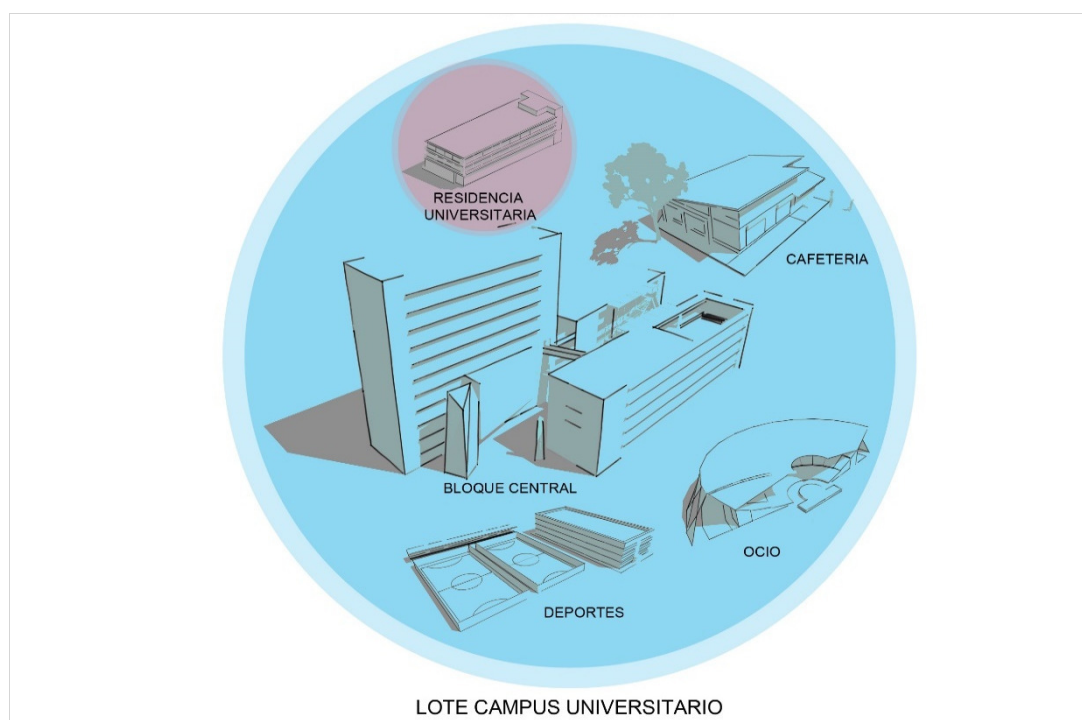 RESIDENCIA
UNIVERSITARIA
CAFETERIA
BLOQUE CENTRAL
OCIO
DEPORTES
LOTE CAMPUS UNIVERSITARIO